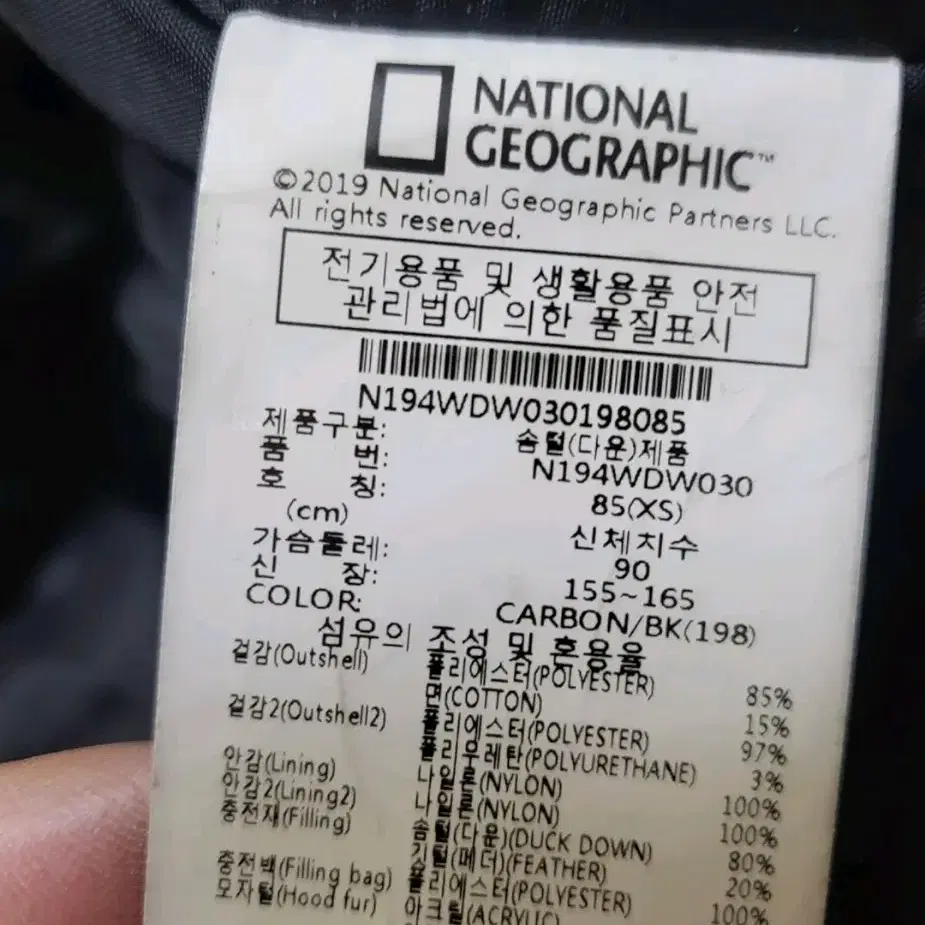 NATIONAL
GEOGRAPHIC™
©2019 National Geographic Partners LLC.
All rights reserved.
전기용품 및 생활용품 안전
관리법에 의한 품질표시
N194WDW030198085
제품구분: 솜털(다운)제품
품 번: N194WDW030
호 칭: 85(XS)
(cm) 신체치수
가슴둘레: 90
신 장: 155~165
COLOR: CARBON/BK(198)
섬유의 조성 및 혼용율
겉감(Outshell) 폴리에스터(POLYESTER) 85%
면(COTTON) 15%
겉감2(Outshell2) 폴리에스터(POLYESTER) 97%
폴리우레탄(POLYURETHANE) 3%
안감(Lining) 나일론(NYLON) 100%
안감2(Lining2) 나일론(NYLON) 100%
충전재(Filling) 솜털(다운)(DUCK DOWN) 80%
깃털(페더)(FEATHER) 20%
충전백(Filling bag) 폴리에스터(POLYESTER) 100%
모자털(Hood fur) 아크릴(ACRYLIC)